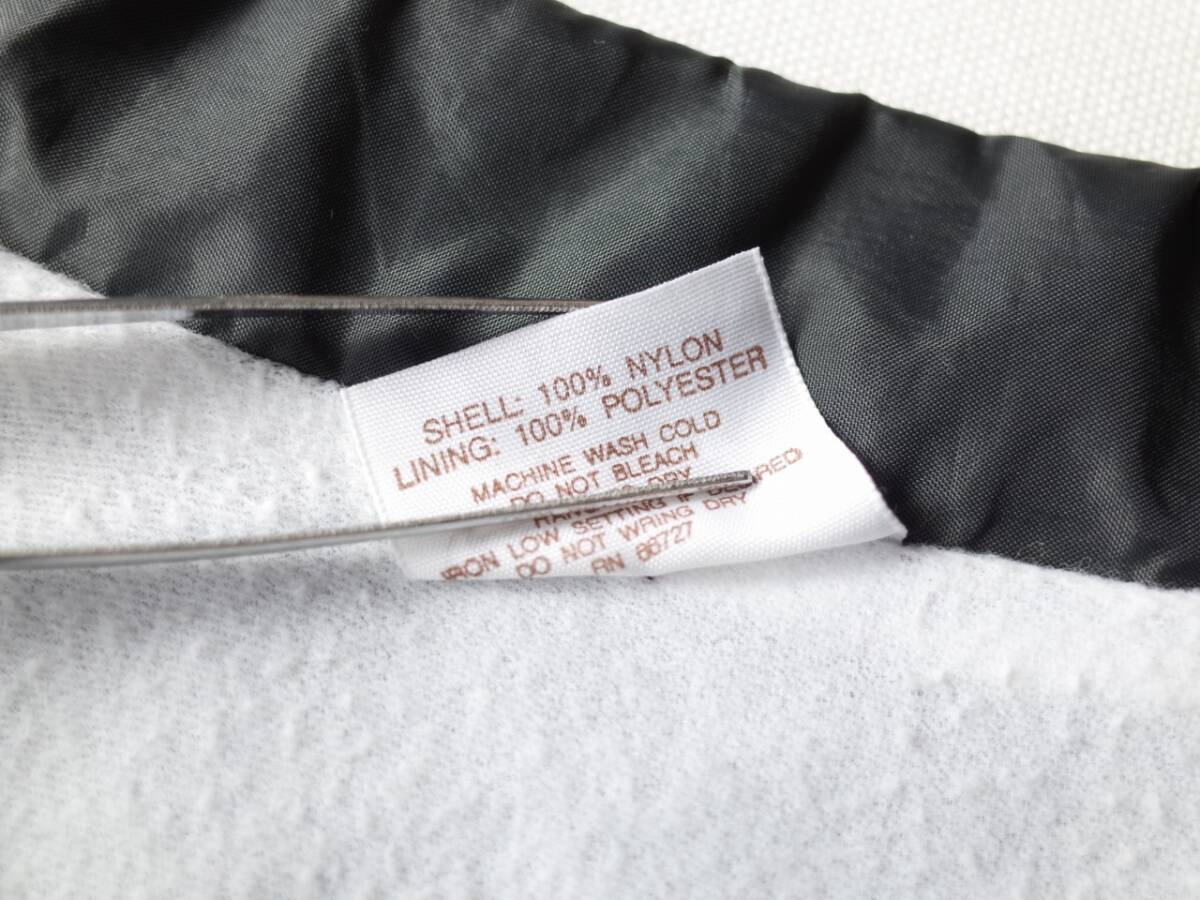 SHELL: 100% NYLON
LINING: 100% POLYESTER
MACHINE WASH COLD
DO NOT BLEACH
DRY
IRON LOW SETTING IF
DO NOT WRING DRY
RN 88727